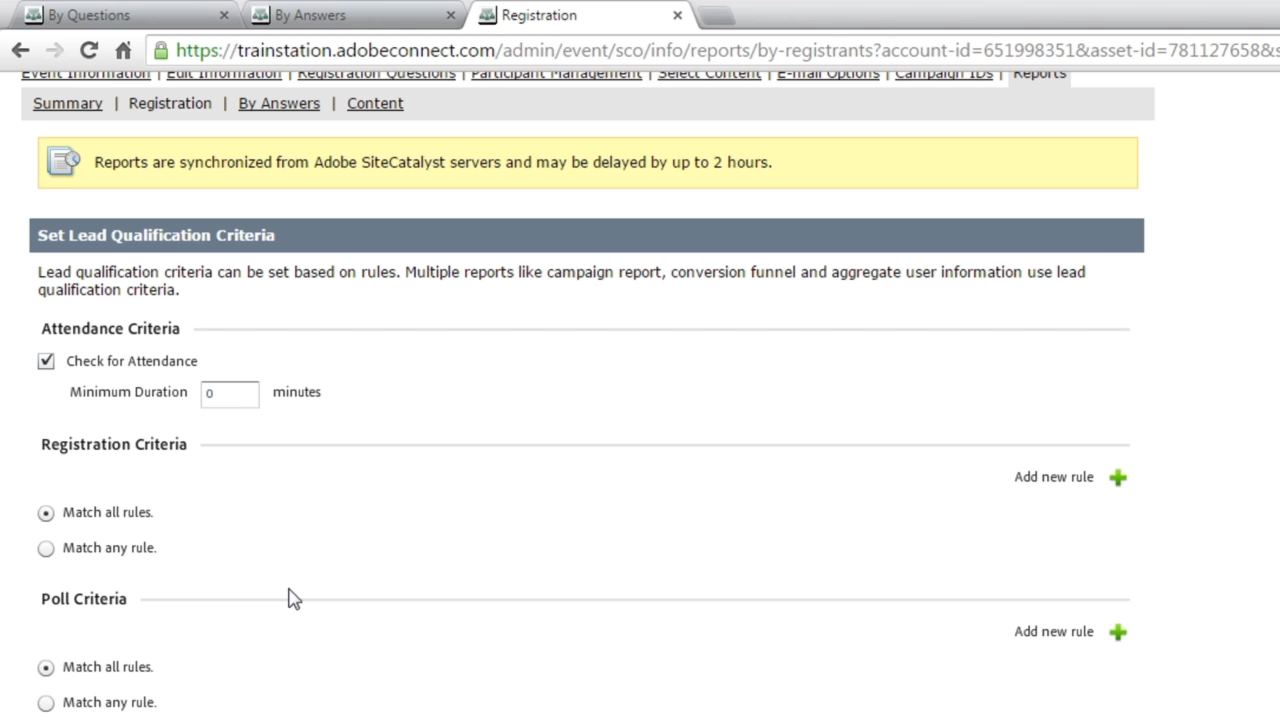 By Questions
By Answers
Registration
https://trainstation.adobeconnect.com/admin/event/sco/info/reports/by-registrants?account-id=651998351&asset-id=781127658&s
Event Information | Edit Information | Registration Questions | Participant Management | Select Content | E-mail Options | Campaign IDs | Reports
Summary | Registration | By Answers | Content
Reports are synchronized from Adobe SiteCatalyst servers and may be delayed by up to 2 hours.
Set Lead Qualification Criteria
Lead qualification criteria can be set based on rules. Multiple reports like campaign report, conversion funnel and aggregate user information use lead
qualification criteria.
Attendance Criteria
Check for Attendance
Minimum Duration 0 minutes
Registration Criteria
Add new rule
Match all rules.
Match any rule.
Poll Criteria
Add new rule
Match all rules.
Match any rule.